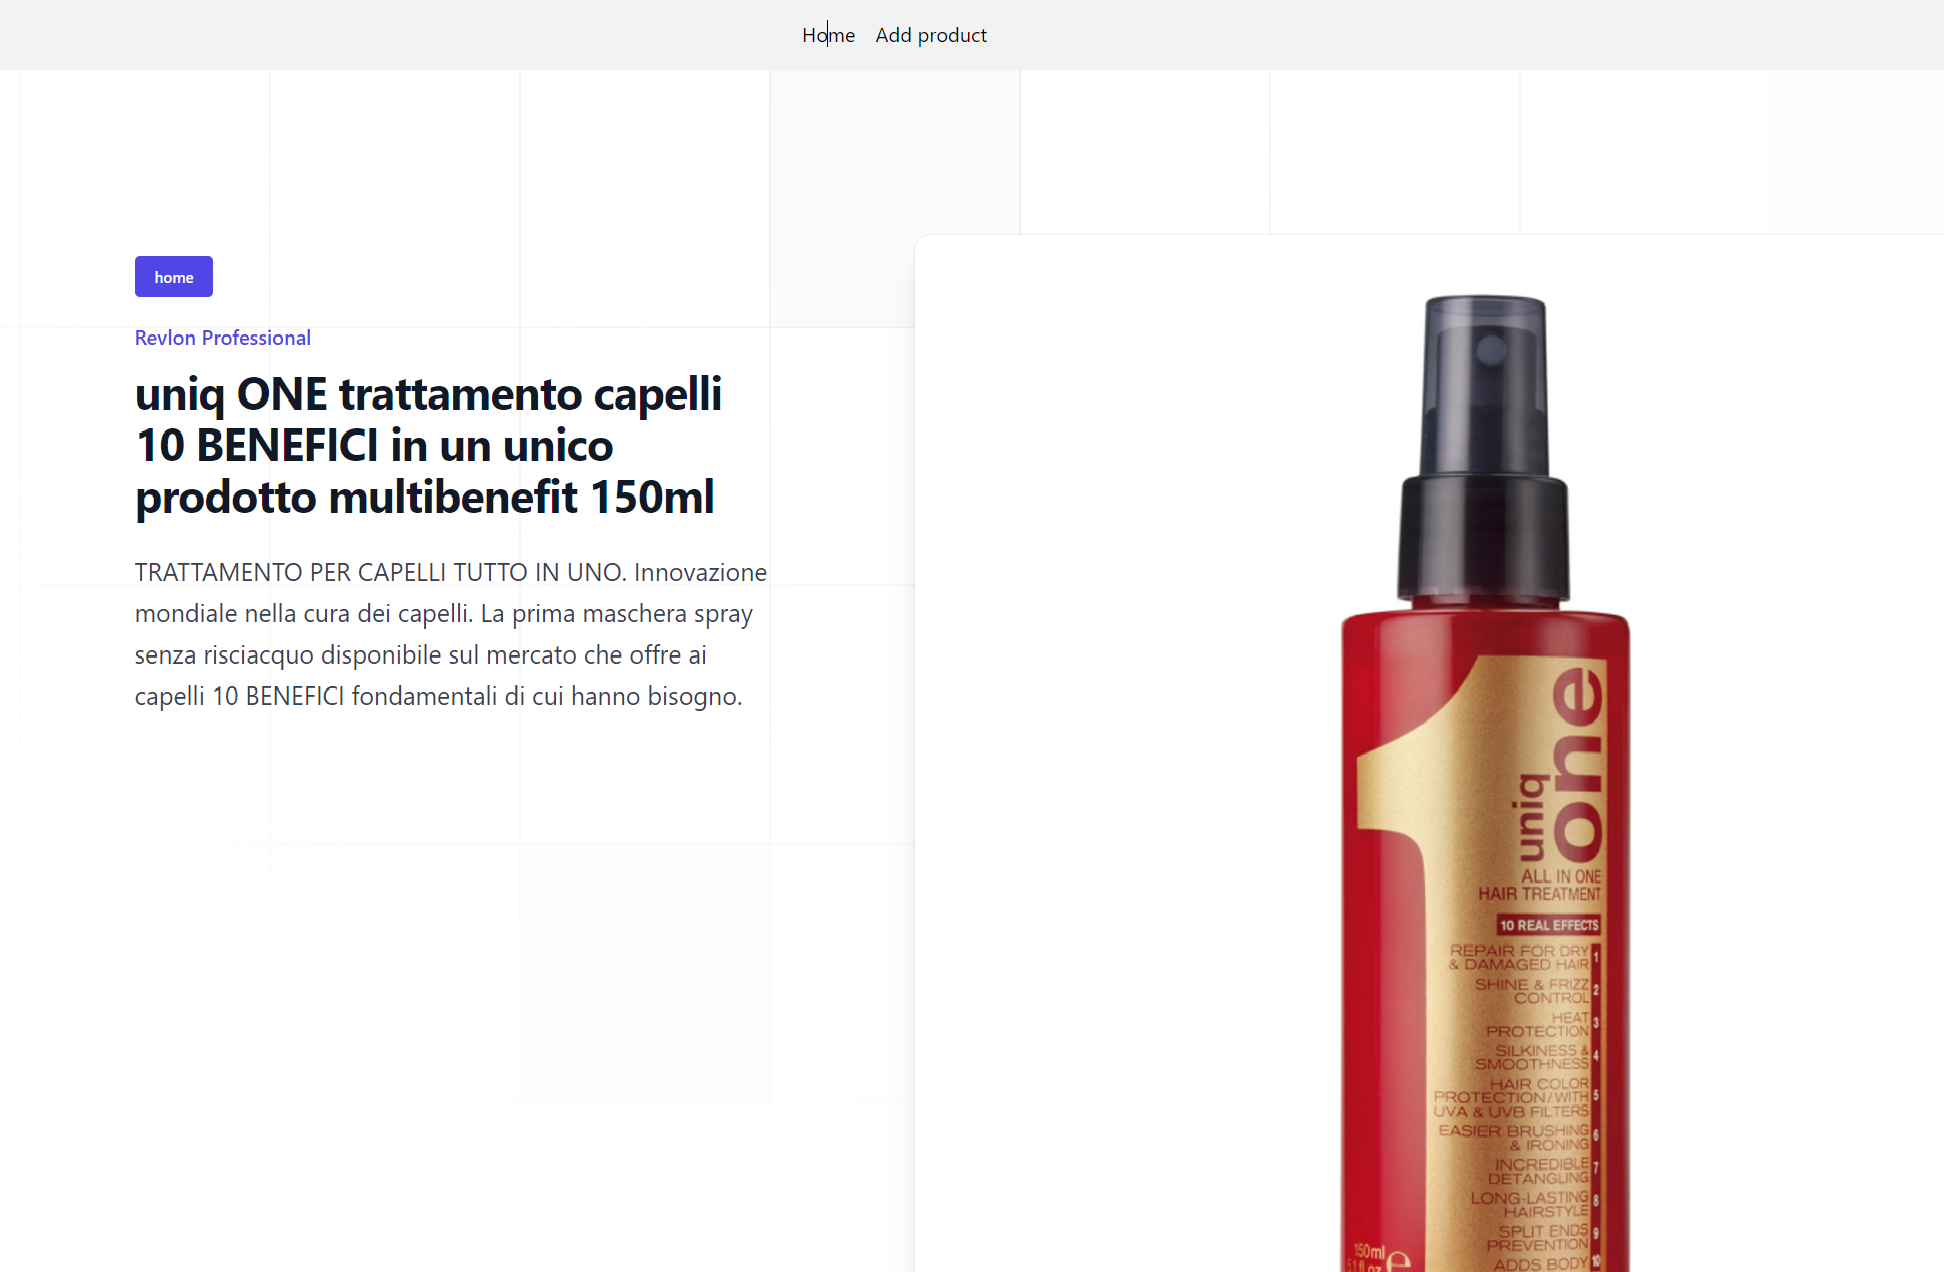 Home Add product
home
Revlon Professional
uniq ONE trattamento capelli
10 BENEFICI in un unico
prodotto multibenefit 150ml
TRATTAMENTO PER CAPELLI TUTTO IN UNO. Innovazione
mondiale nella cura dei capelli. La prima maschera spray
senza risciacquo disponibile sul mercato che offre ai
capelli 10 BENEFICI fondamentali di cui hanno bisogno.
uniq
one
ALL IN ONE
HAIR TREATMENT
10 REAL EFFECTS
REPAIR FOR DRY 1
& DAMAGED HAIR
SHINE & FRIZZ 2
CONTROL
HEAT 3
PROTECTION
SILKINESS & 4
SMOOTHNESS
HAIR COLOR
PROTECTION/WITH 5
UVA & UVB FILTERS
EASIER BRUSHING 6
& IRONING
INCREDIBLE 7
DETANGLING
LONG-LASTING 8
HAIRSTYLE
SPLIT ENDS 9
PREVENTION
150ml e
5.1 fl.oz.
ADDS BODY 10